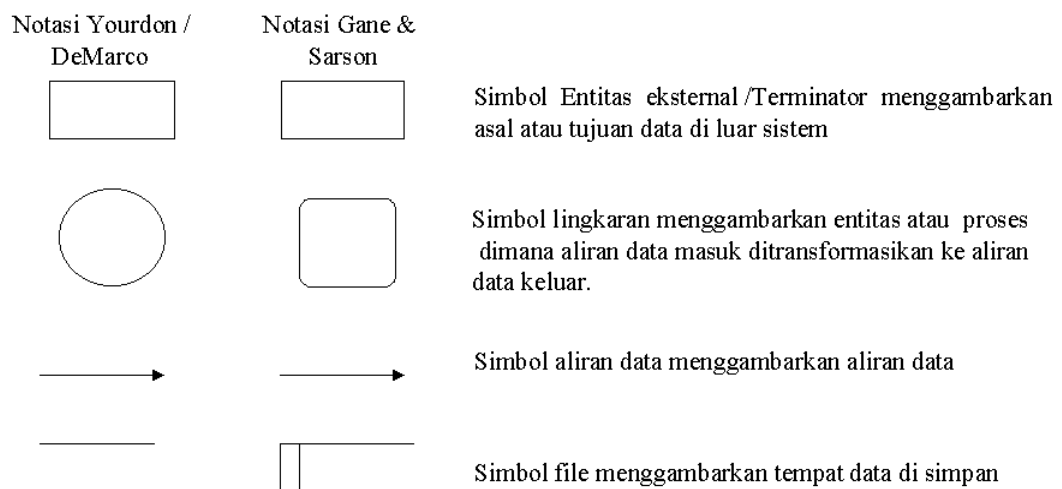 Notasi Yourdon /
DeMarco
Notasi Gane &
Sarson
Simbol Entitas eksternal /Terminator menggambarkan
asal atau tujuan data di luar sistem
Simbol lingkaran menggambarkan entitas atau proses
dimana aliran data masuk ditransformasikan ke aliran
data keluar.
Simbol aliran data menggambarkan aliran data
Simbol file menggambarkan tempat data di simpan